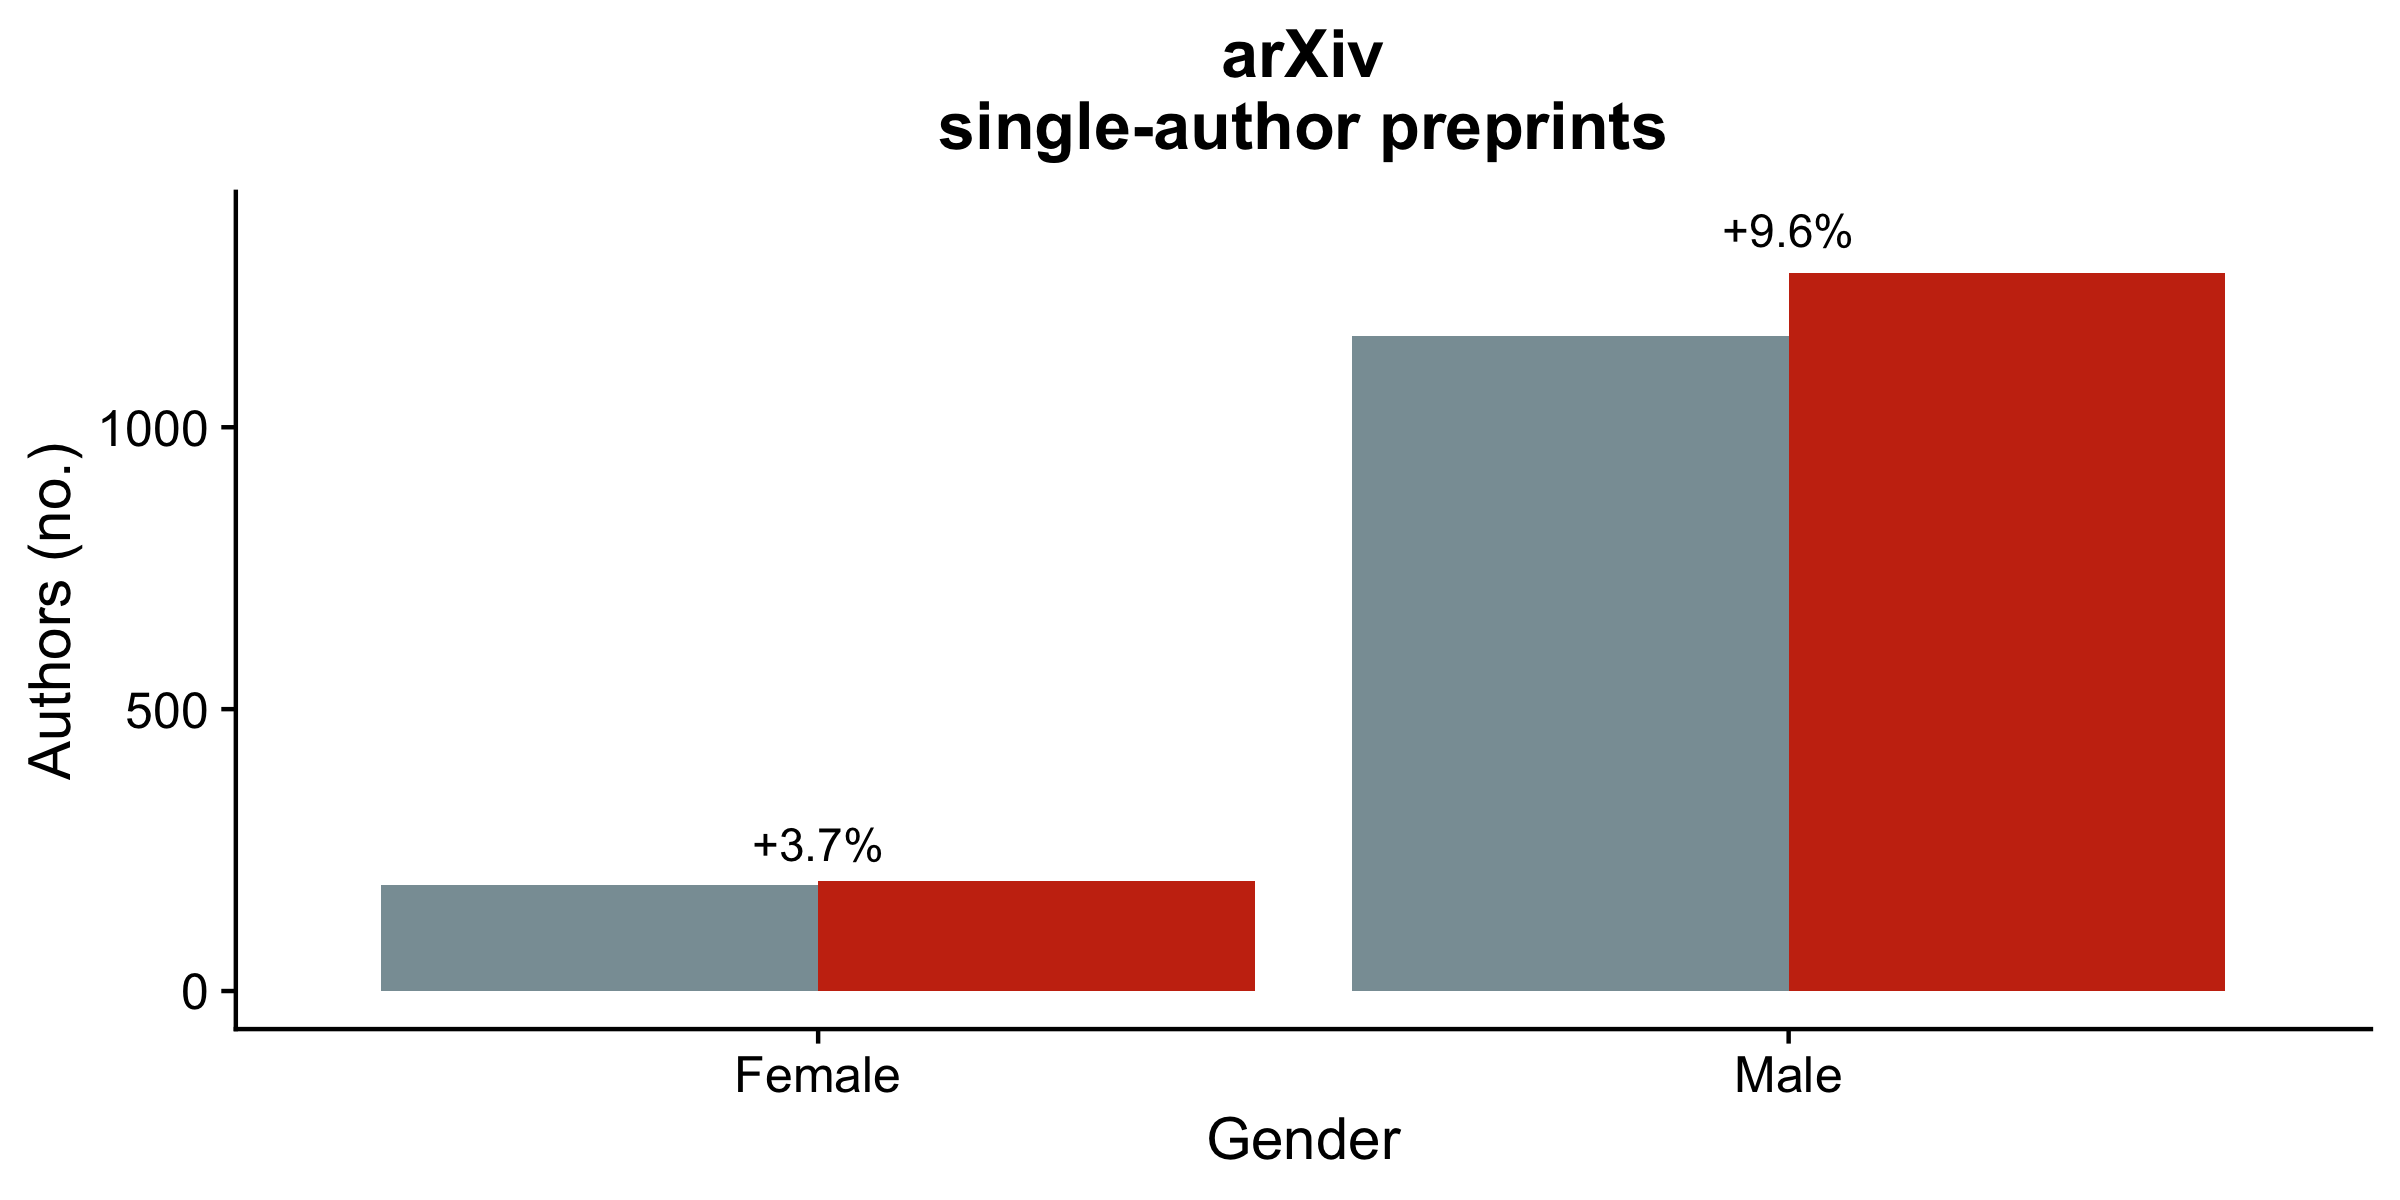 arXiv
single-author preprints
+9.6%
1000
Authors (no.)
500
+3.7%
0
Female
Male
Gender